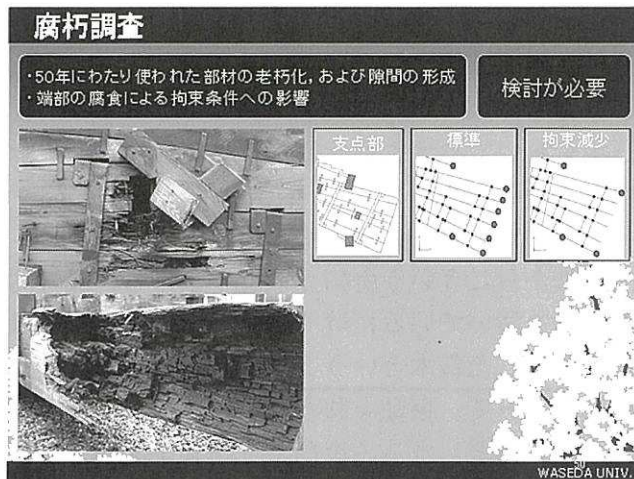 腐朽調査
・50年にわたり使われた部材の老朽化，および隙間の形成
・端部の腐食による拘束条件への影響
検討が必要
支点部
標準
拘束減少
50
WASEDA UNIV.